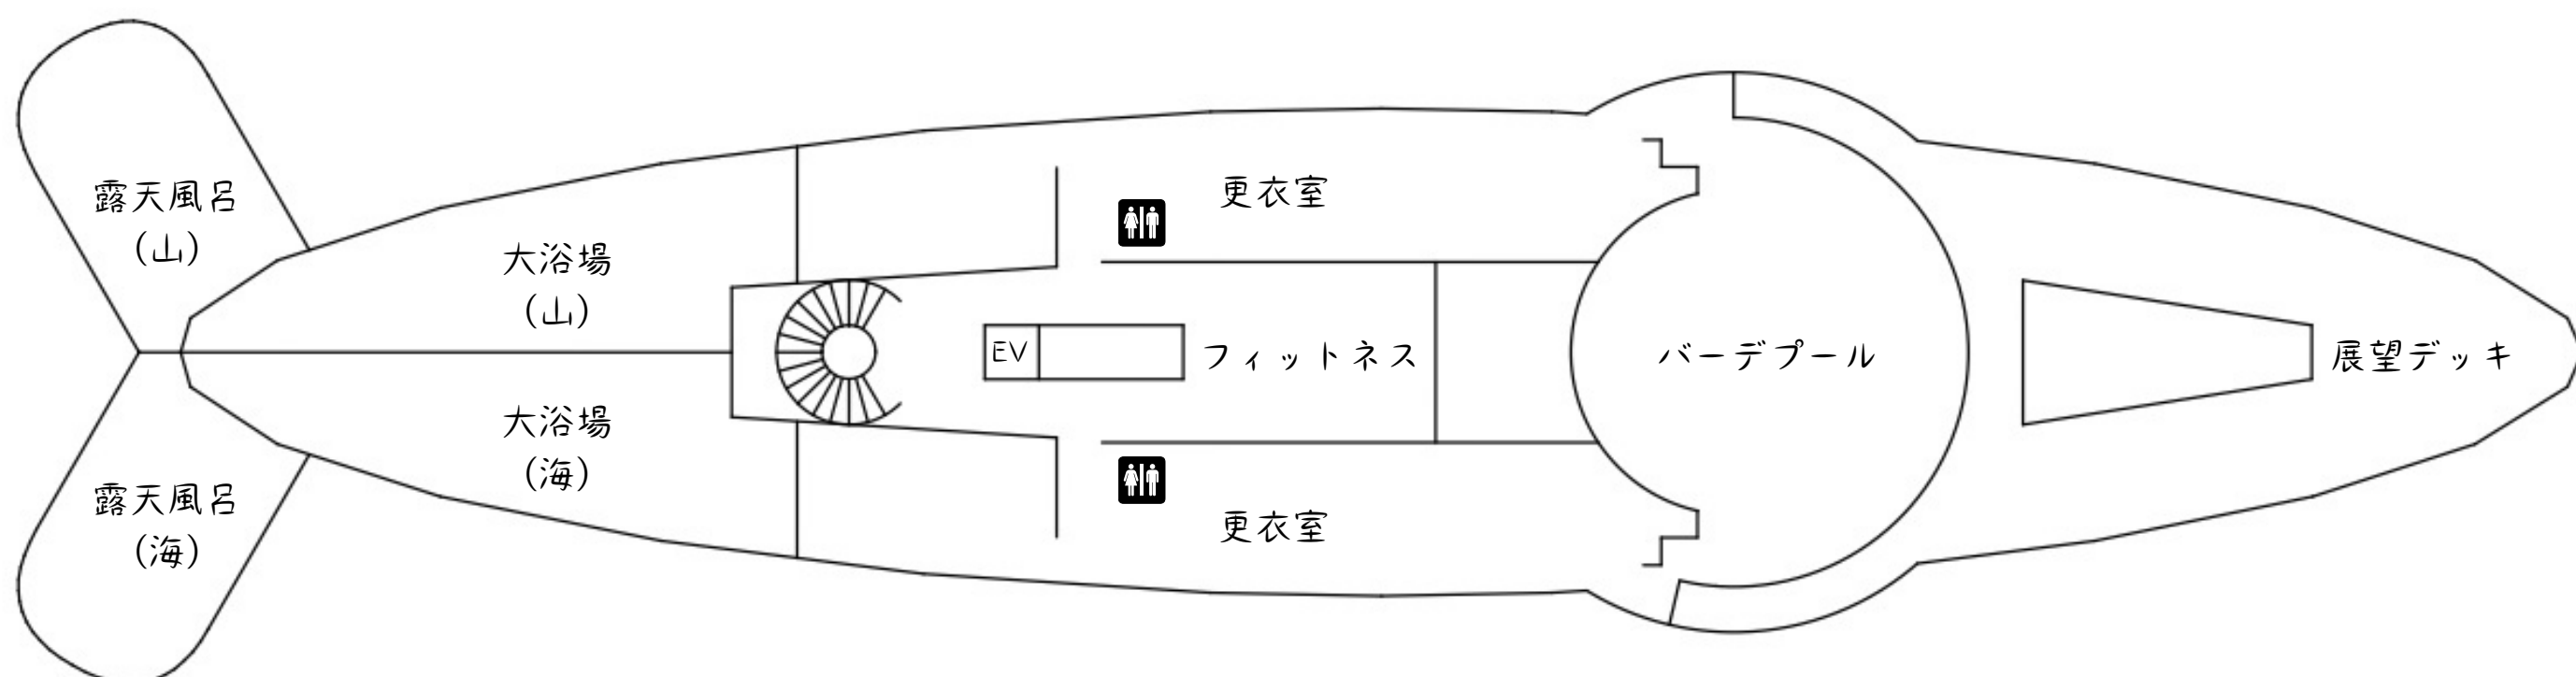 露天風呂
(山)
大浴場
(山)
更衣室
EV
フィットネス
バーデプール
展望デッキ
大浴場
(海)
露天風呂
(海)
更衣室